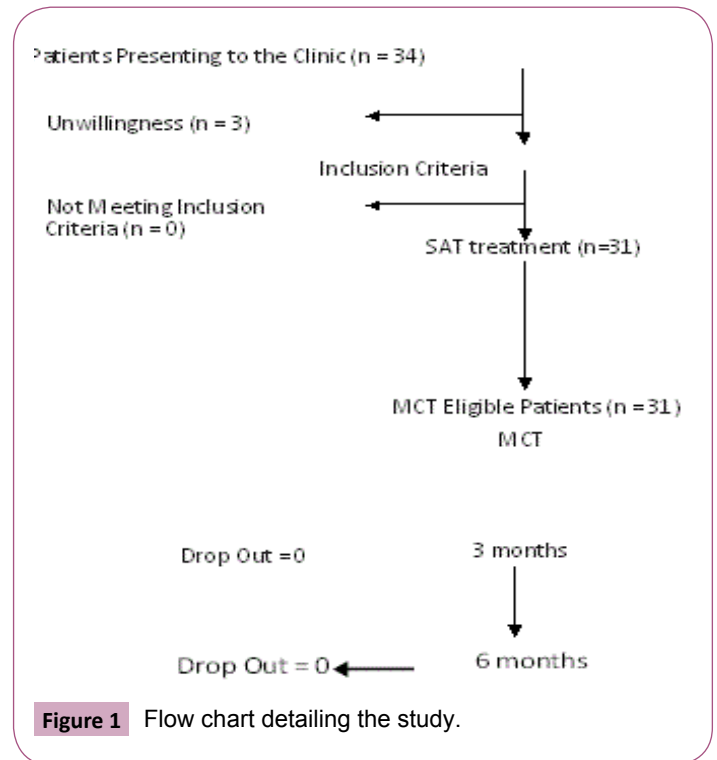 Patients Presenting to the Clinic (n = 34)
Unwillingness (n = 3)
Inclusion Criteria
Not Meeting Inclusion
Criteria (n = 0)
SAT treatment (n=31)
MCT Eligible Patients (n =31)
MCT
Drop Out =0
3 months
Drop Out = 0
6 months
Figure 1 Flow chart detailing the study.